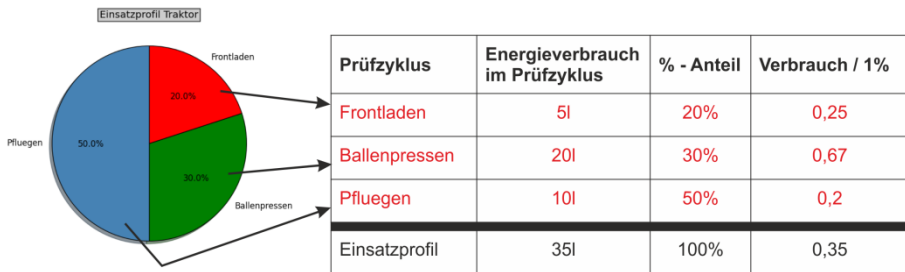 Einsatzprofil Traktor
Frontladen
20.0%
Pfluegen
50.0%
30.0%
Ballenpressen
Prüfzyklus Energieverbrauch im Prüfzyklus % - Anteil Verbrauch / 1%
Frontladen 5l 20% 0,25
Ballenpressen 20l 30% 0,67
Pfluegen 10l 50% 0,2
Einsatzprofil 35l 100% 0,35